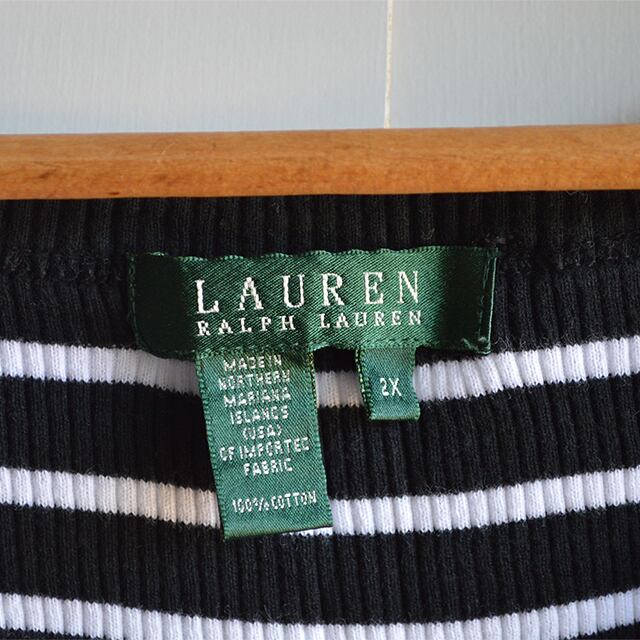 LAUREN
RALPH LAUREN
MADE IN
NORTHERN
MARIANA
ISLANDS
(USA)
OF IMPORTED
FABRIC
100% COTTON
2X